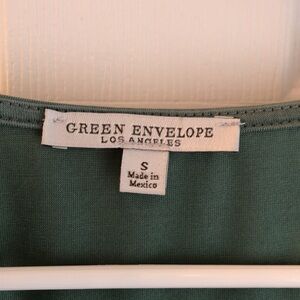 GREEN ENVELOPE
LOS ANGELES
S
Made in
Mexico